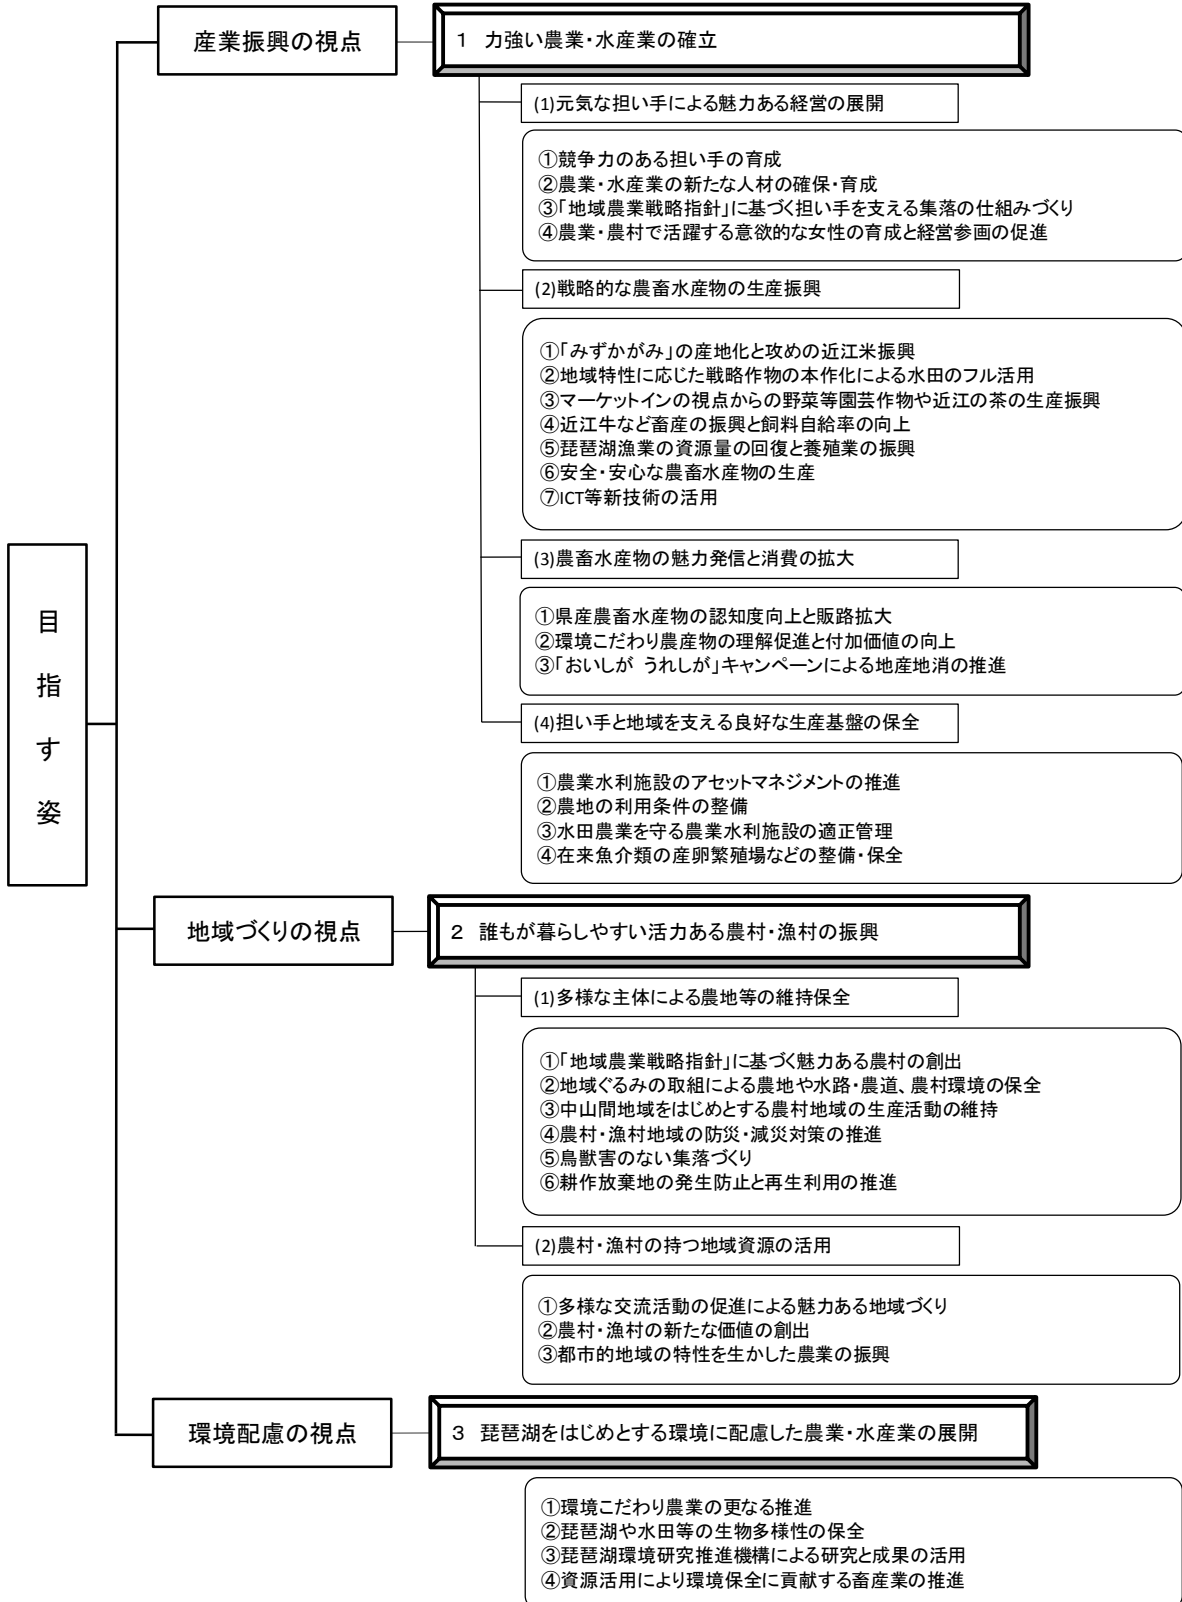 産業振興の視点
1 力強い農業・水産業の確立
(1)元気な担い手による魅力ある経営の展開
①競争力のある担い手の育成
②農業・水産業の新たな人材の確保・育成
③「地域農業戦略指針」に基づく担い手を支える集落の仕組みづくり
④農業・農村で活躍する意欲的な女性の育成と経営参画の促進
(2)戦略的な農畜水産物の生産振興
①「みずかがみ」の産地化と攻めの近江米振興
②地域特性に応じた戦略作物の本作化による水田のフル活用
③マーケットインの視点からの野菜等園芸作物や近江の茶の生産振興
④近江牛など畜産の振興と飼料自給率の向上
⑤琵琶湖漁業の資源量の回復と養殖業の振興
⑥安全・安心な農畜水産物の生産
⑦ICT等新技術の活用
(3)農畜水産物の魅力発信と消費の拡大
①県産農畜水産物の認知度向上と販路拡大
②環境こだわり農産物の理解促進と付加価値の向上
③「おいしが うれしが」キャンペーンによる地産地消の推進
(4)担い手と地域を支える良好な生産基盤の保全
①農業水利施設のアセットマネジメントの推進
②農地の利用条件の整備
③水田農業を守る農業水利施設の適正管理
④在来魚介類の産卵繁殖場などの整備・保全
目指す姿
地域づくりの視点
2 誰もが暮らしやすい活力ある農村・漁村の振興
(1)多様な主体による農地等の維持保全
①「地域農業戦略指針」に基づく魅力ある農村の創出
②地域ぐるみの取組による農地や水路・農道、農村環境の保全
③中山間地域をはじめとする農村地域の生産活動の維持
④農村・漁村地域の防災・減災対策の推進
⑤鳥獣害のない集落づくり
⑥耕作放棄地の発生防止と再生利用の推進
(2)農村・漁村の持つ地域資源の活用
①多様な交流活動の促進による魅力ある地域づくり
②農村・漁村の新たな価値の創出
③都市的地域の特性を生かした農業の振興
環境配慮の視点
3 琵琶湖をはじめとする環境に配慮した農業・水産業の展開
①環境こだわり農業の更なる推進
②琵琶湖や水田等の生物多様性の保全
③琵琶湖環境研究推進機構による研究と成果の活用
④資源活用により環境保全に貢献する畜産業の推進